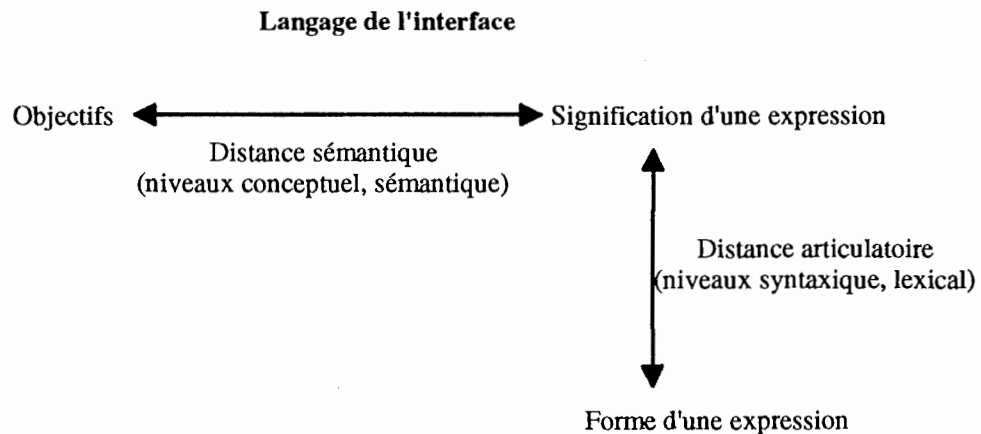 Langage de l'interface
Objectifs
Signification d'une expression
Distance sémantique
(niveaux conceptuel, sémantique)
Distance articulatoire
(niveaux syntaxique, lexical)
Forme d'une expression